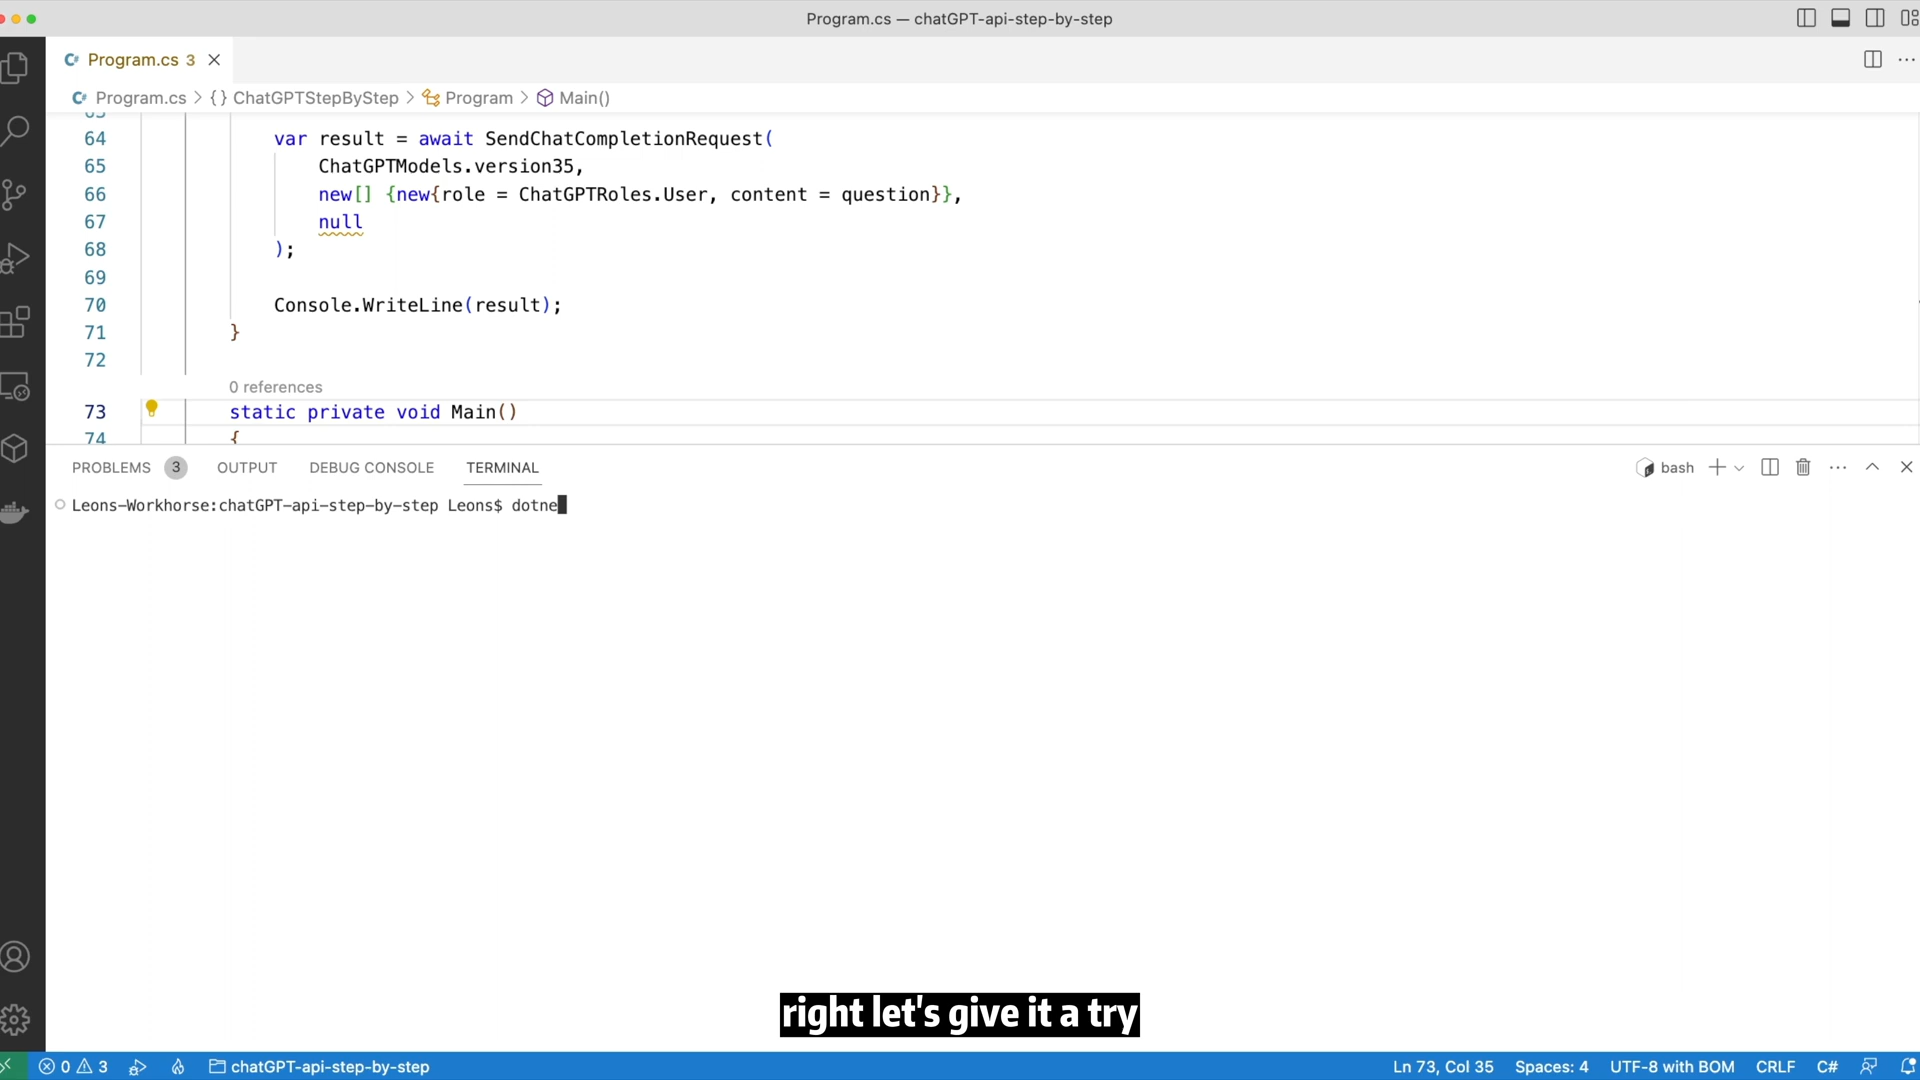 Program.cs — chatGPT-api-step-by-step
Program.cs 3
Program.cs > {} ChatGPTStepByStep > Program > Main()
64 var result = await SendChatCompletionRequest(
65 ChatGPTModels.version35,
66 new[] {new{role = ChatGPTRoles.User, content = question}},
67 null
68 );
69
70 Console.WriteLine(result);
71 }
72
0 references
73 static private void Main()
74 {
PROBLEMS 3 OUTPUT DEBUG CONSOLE TERMINAL bash
Leons-Workhorse:chatGPT-api-step-by-step Leons$ dotne
right let's give it a try
0 3 chatGPT-api-step-by-step Ln 73, Col 35 Spaces: 4 UTF-8 with BOM CRLF C#